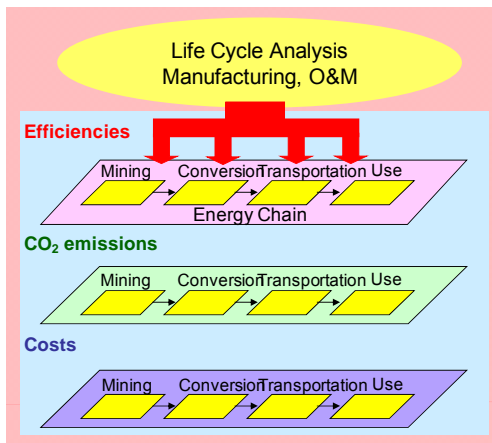 Life Cycle Analysis
Manufacturing, O&M
Efficiencies
Mining Conversion Transportation Use
Energy Chain
CO₂ emissions
Mining Conversion Transportation Use
Costs
Mining Conversion Transportation Use